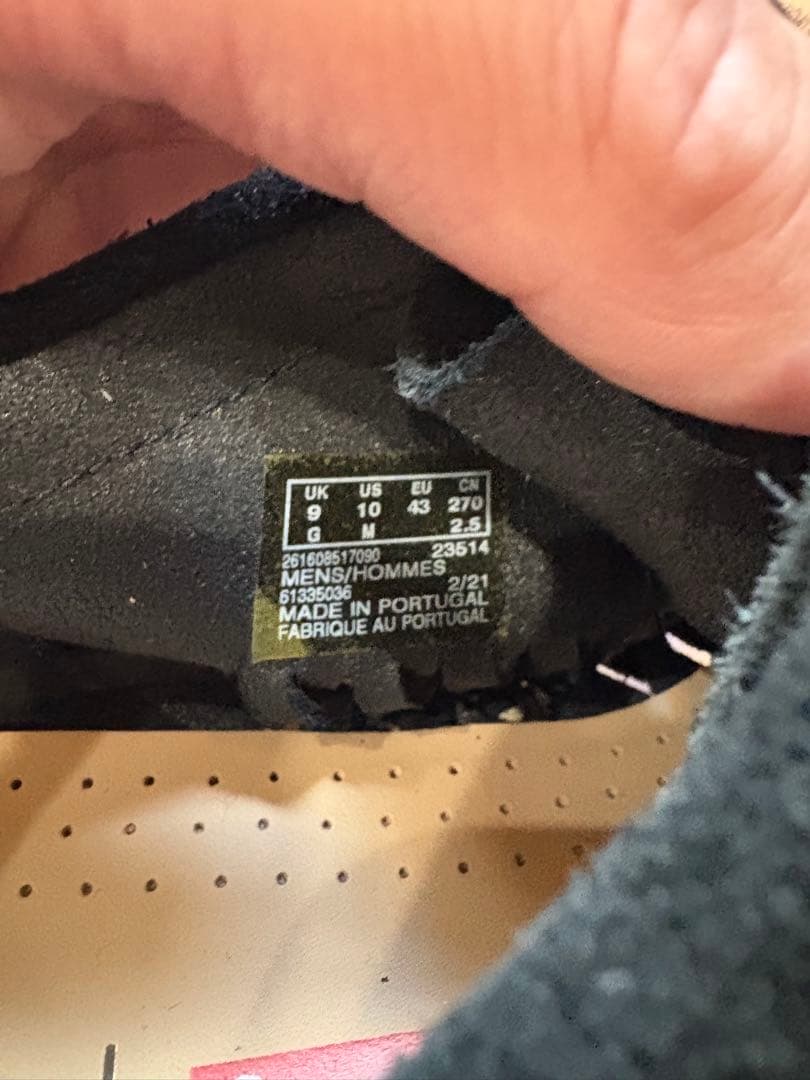 UK US EU CN
9 10 43 270
G M 2.5
261608517090 23514
MENS/HOMMES
61335036 2/21
MADE IN PORTUGAL
FABRIQUE AU PORTUGAL